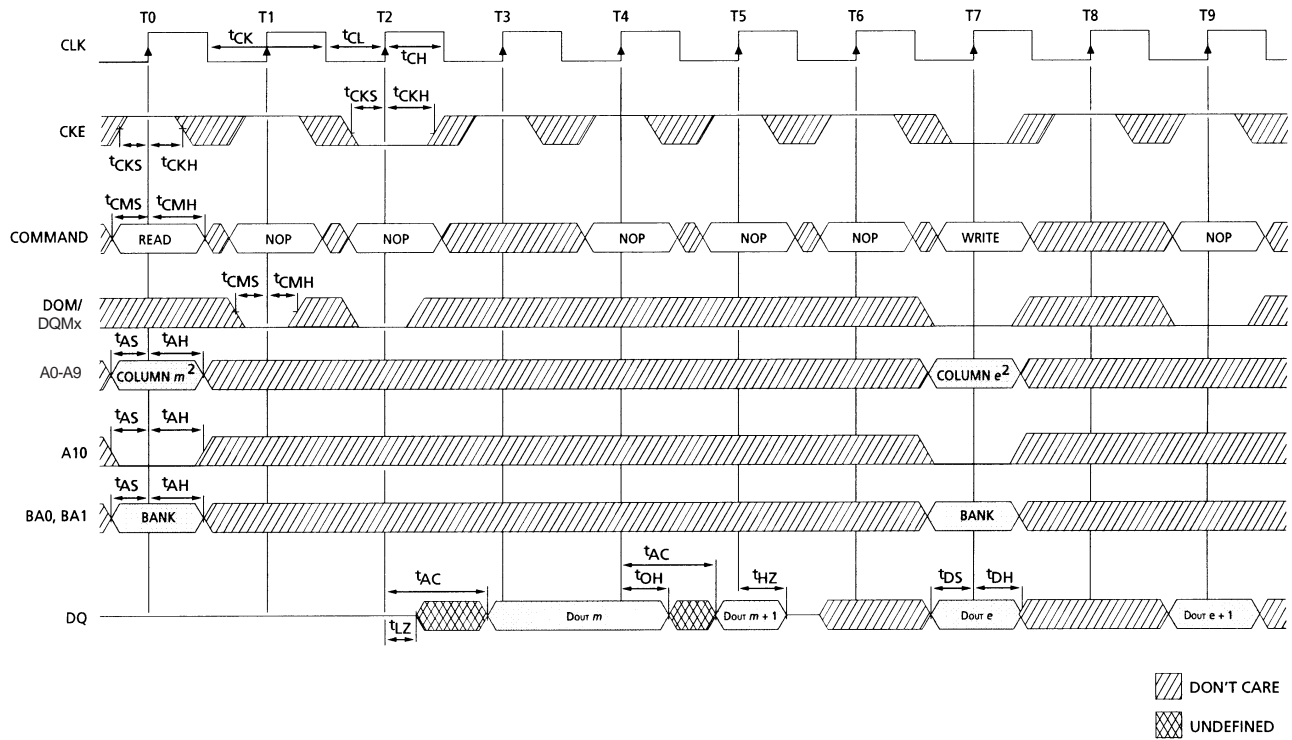 T0 T1 T2 T3 T4 T5 T6 T7 T8 T9
CLK
tCK tCL tCH
tCKS tCKH
CKE
tCKS tCKH
tCMS tCMH
COMMAND READ NOP NOP NOP NOP NOP WRITE NOP
tCMS tCMH
DQM/
DQMx
tAS tAH
A0-A9 COLUMN m2 COLUMN e2
tAS tAH
A10
tAS tAH
BA0, BA1 BANK BANK
tAC tAC tOH tHZ tDS tDH
DQ DOUT m DOUT m + 1 DOUT e DOUT e + 1
tLZ
DON'T CARE
UNDEFINED